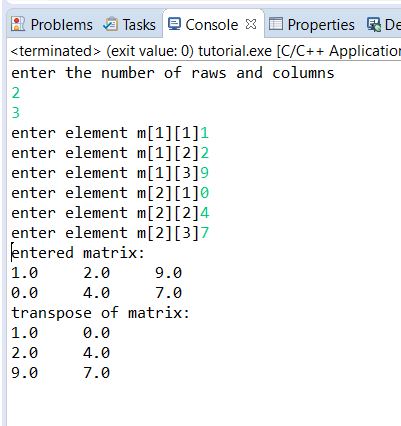 Problems Tasks Console Properties De
<terminated> (exit value: 0) tutorial.exe [C/C++ Application
enter the number of raws and columns
2
3
enter element m[1][1]1
enter element m[1][2]2
enter element m[1][3]9
enter element m[2][1]0
enter element m[2][2]4
enter element m[2][3]7
entered matrix:
1.0 2.0 9.0
0.0 4.0 7.0
transpose of matrix:
1.0 0.0
2.0 4.0
9.0 7.0